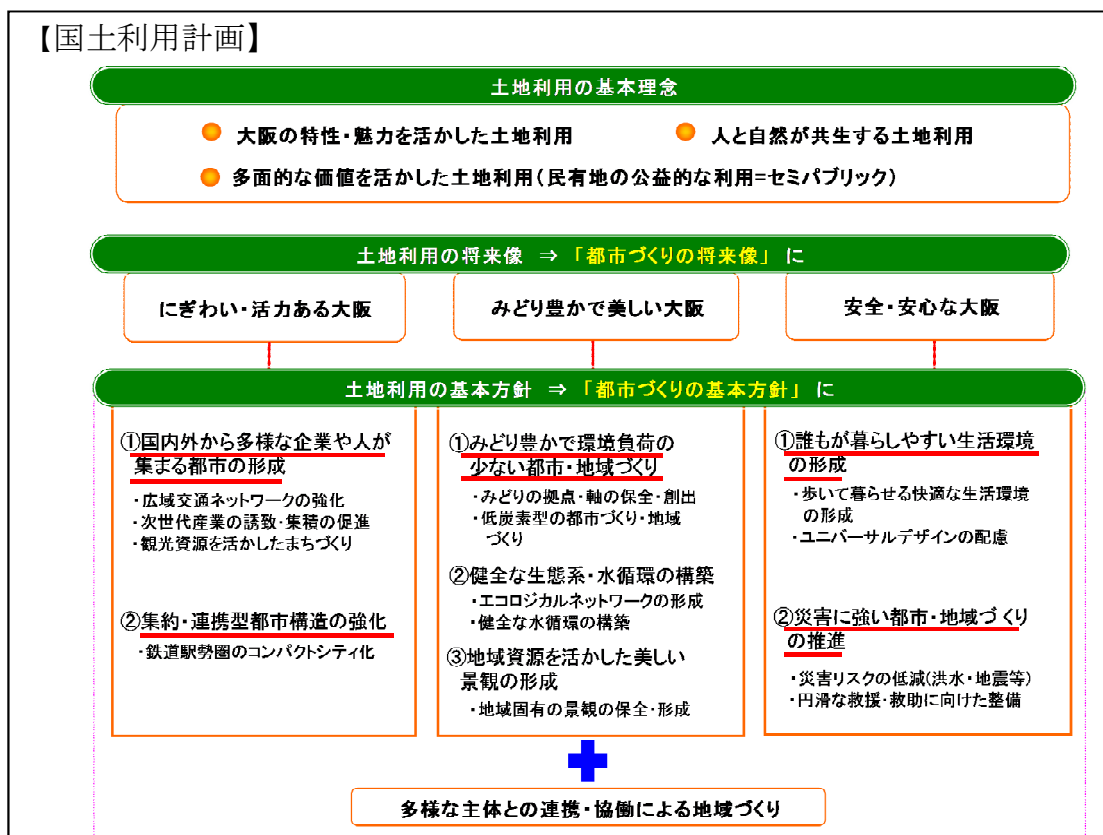 【国土利用計画】
土地利用の基本理念
大阪の特性・魅力を活かした土地利用
人と自然が共生する土地利用
多面的な価値を活かした土地利用(民有地の公益的な利用=セミパブリック)
土地利用の将来像 ⇒ 「都市づくりの将来像」 に
にぎわい・活力ある大阪
みどり豊かで美しい大阪
安全・安心な大阪
土地利用の基本方針 ⇒ 「都市づくりの基本方針」 に
①国内外から多様な企業や人が
集まる都市の形成
・広域交通ネットワークの強化
・次世代産業の誘致・集積の促進
・観光資源を活かしたまちづくり
②集約・連携型都市構造の強化
・鉄道駅勢圏のコンパクトシティ化
①みどり豊かで環境負荷の
少ない都市・地域づくり
・みどりの拠点・軸の保全・創出
・低炭素型の都市づくり・地域
づくり
②健全な生態系・水循環の構築
・エコロジカルネットワークの形成
・健全な水循環の構築
③地域資源を活かした美しい
景観の形成
・地域固有の景観の保全・形成
①誰もが暮らしやすい生活環境
の形成
・歩いて暮らせる快適な生活環境
の形成
・ユニバーサルデザインの配慮
②災害に強い都市・地域づくり
の推進
・災害リスクの低減(洪水・地震等)
・円滑な救援・救助に向けた整備
多様な主体との連携・協働による地域づくり